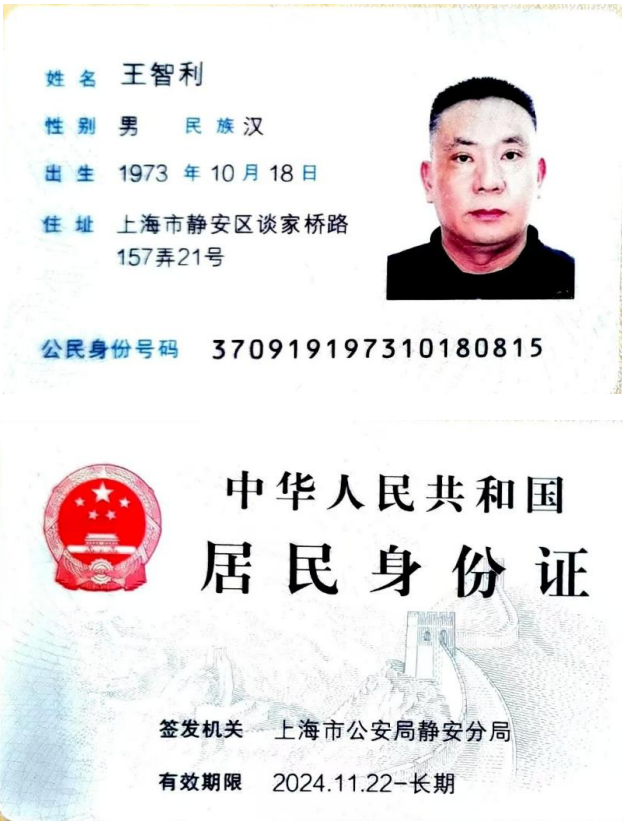 姓名 王智利
性别 男 民族 汉
出生 1973 年 10 月 18 日
住址 上海市静安区谈家桥路
157弄21号
公民身份号码 370919197310180815
中华人民共和国
居民身份证
签发机关 上海市公安局静安分局
有效期限 2024.11.22-长期